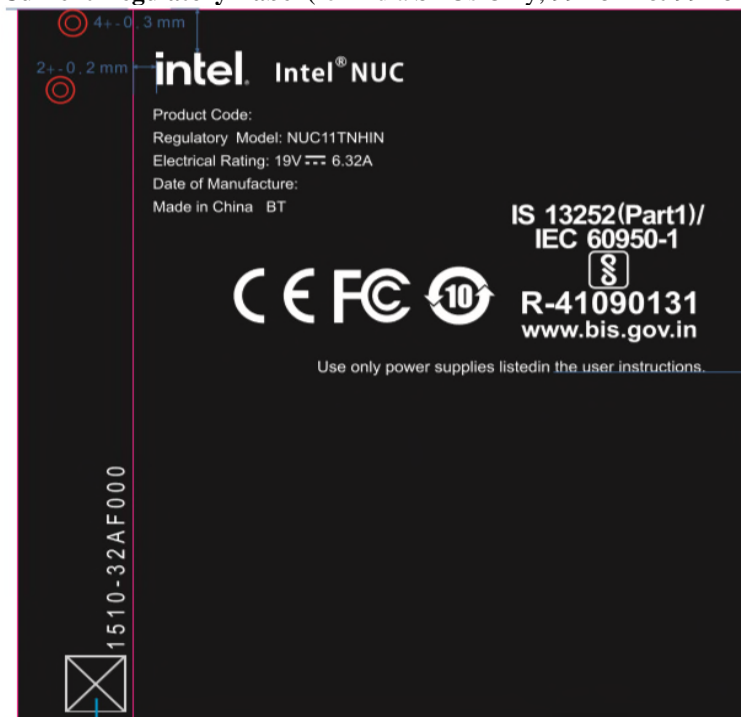 4+-0.3 mm
2+-0.2 mm
intel. Intel® NUC
Product Code:
Regulatory Model: NUC11TNHIN
Electrical Rating: 19V 6.32A
Date of Manufacture:
Made in China BT
IS 13252(Part1)/
IEC 60950-1
R-41090131
www.bis.gov.in
CE FC 10
Use only power supplies listedin the user instructions.
1510-32AF000